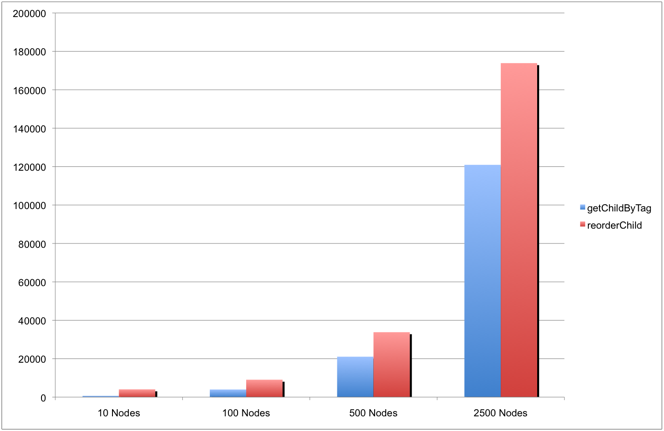 200000
180000
160000
140000
120000
100000
80000
60000
40000
20000
0
10 Nodes
100 Nodes
500 Nodes
2500 Nodes
getChildByTag
reorderChild